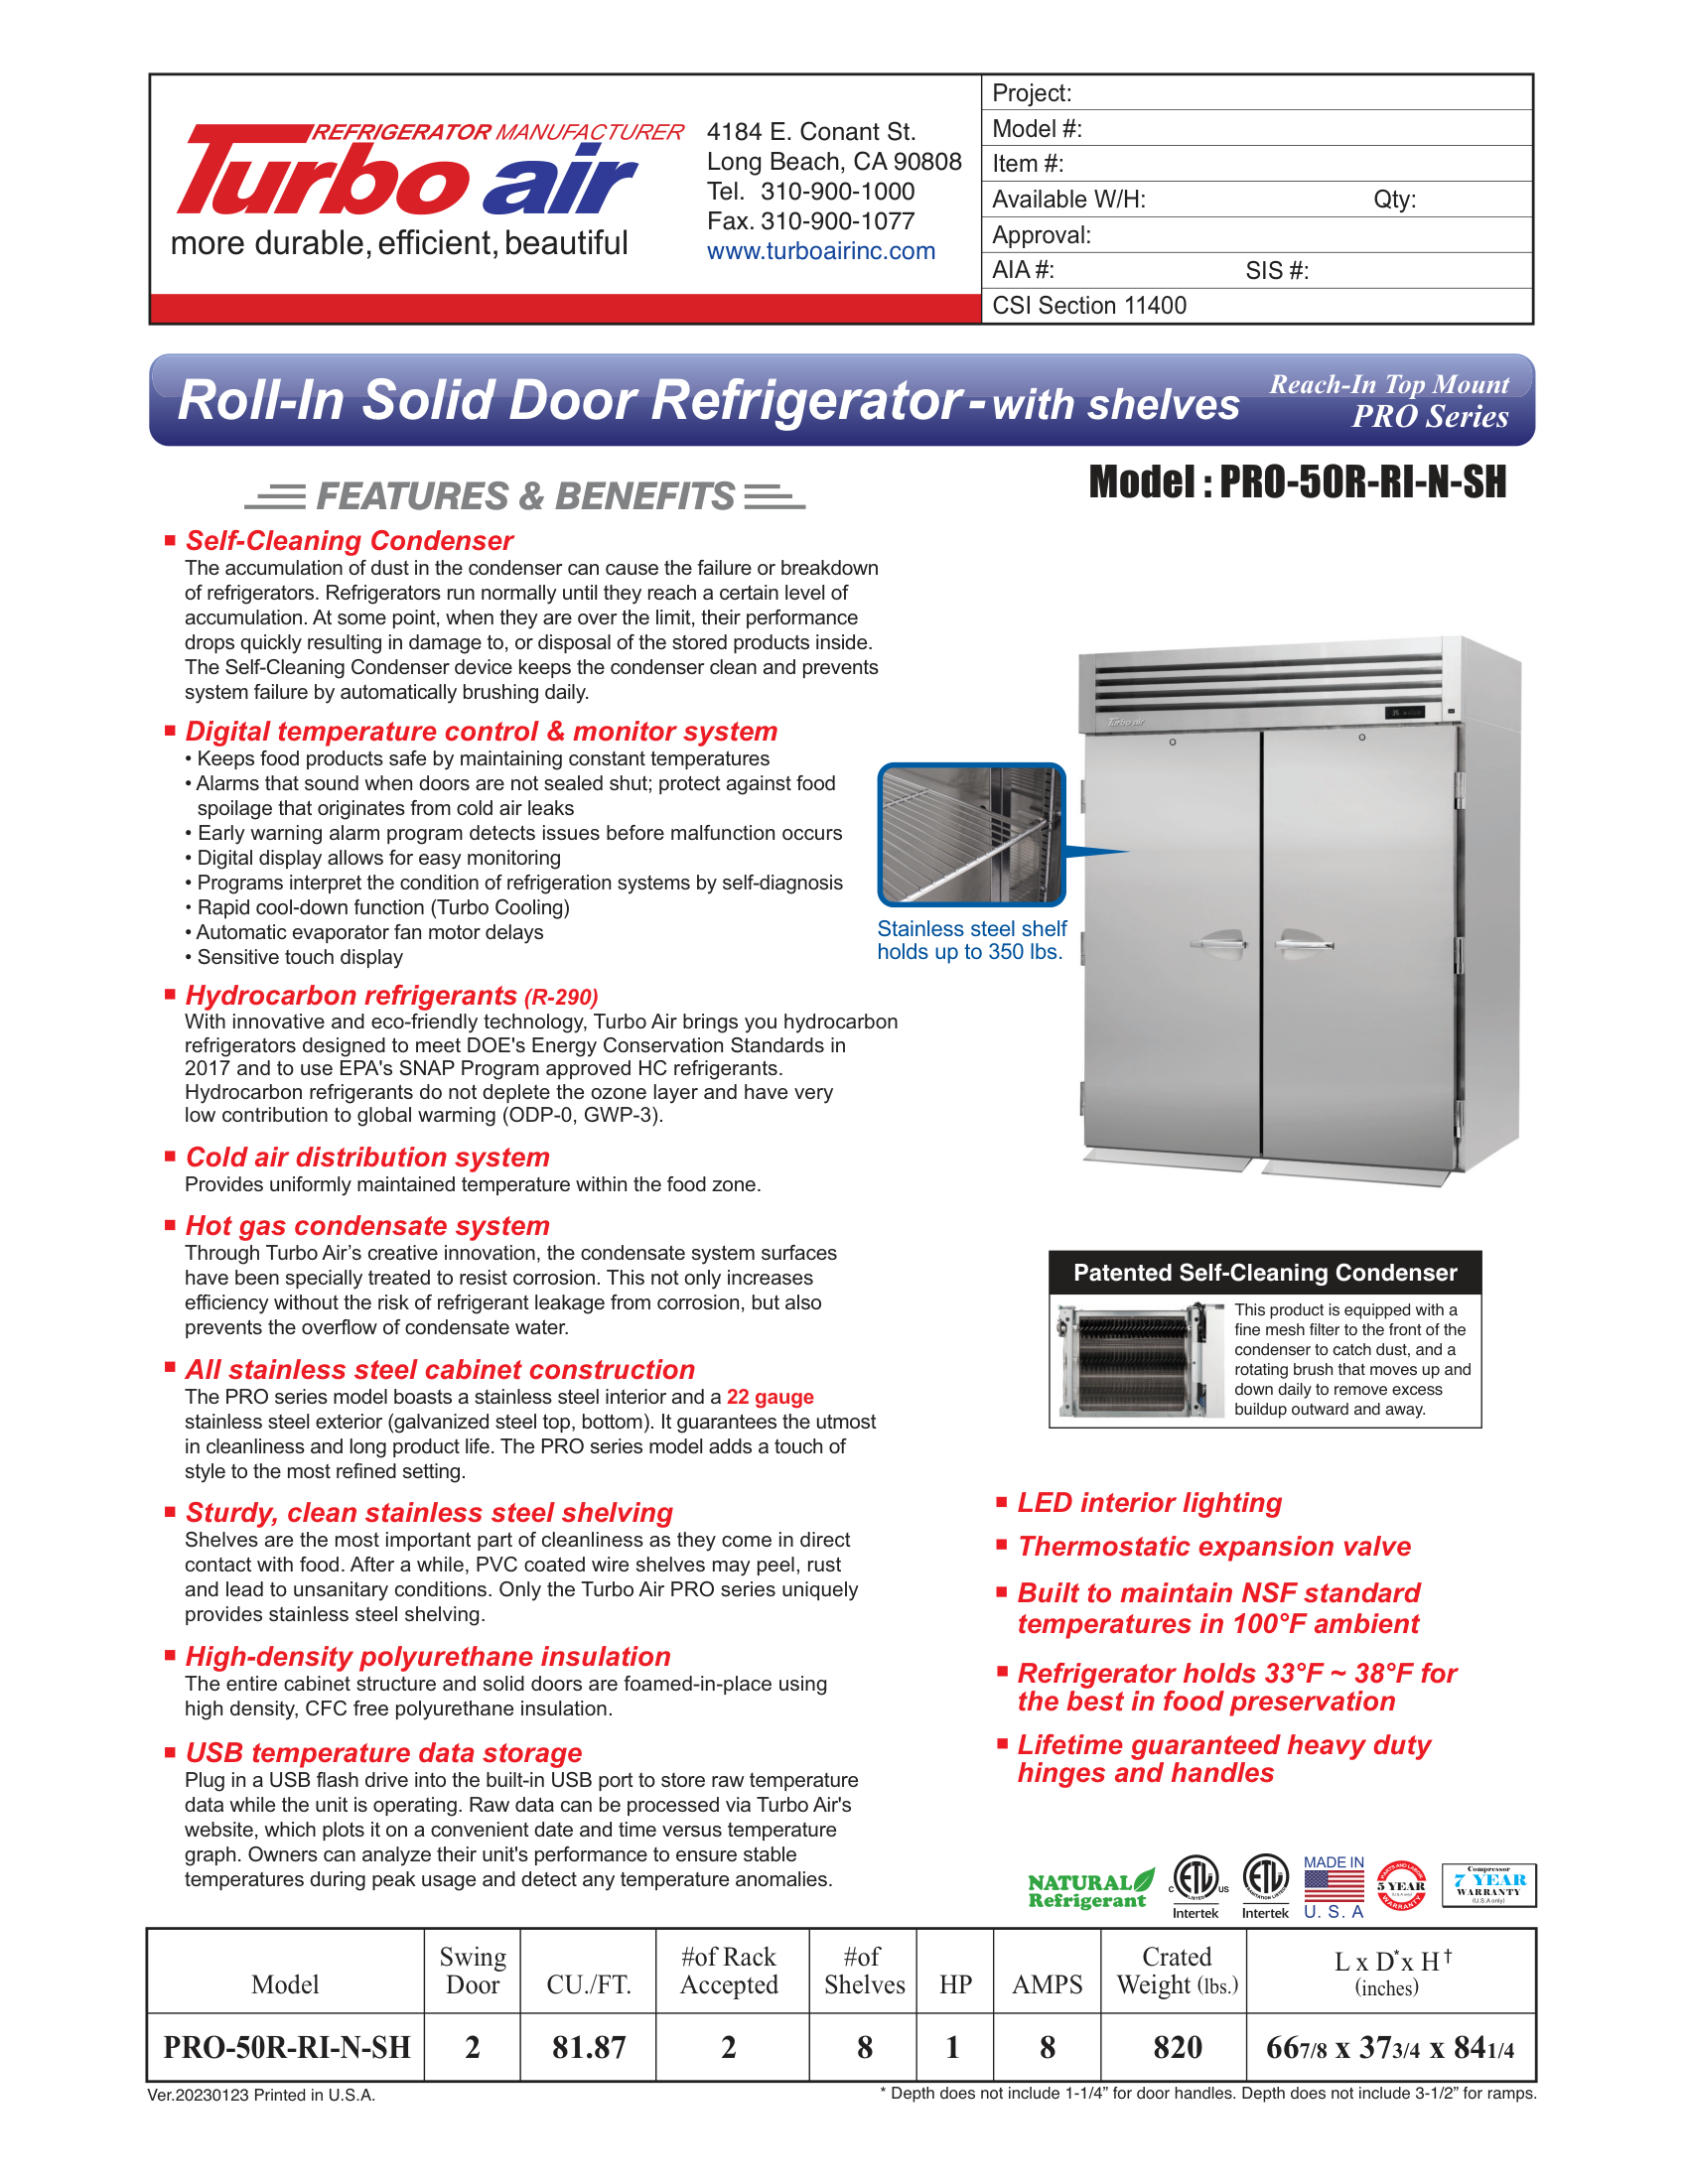 REFRIGERATOR MANUFACTURER
Turbo air
more durable, efficient, beautiful
4184 E. Conant St.
Long Beach, CA 90808
Tel. 310-900-1000
Fax. 310-900-1077
www.turboairinc.com
Project:
Model #:
Item #:
Available W/H: Qty:
Approval:
AIA #: SIS #:
CSI Section 11400
Roll-In Solid Door Refrigerator - with shelves
Reach-In Top Mount
PRO Series
Model : PRO-50R-RI-N-SH
FEATURES & BENEFITS
Self-Cleaning Condenser
The accumulation of dust in the condenser can cause the failure or breakdown
of refrigerators. Refrigerators run normally until they reach a certain level of
accumulation. At some point, when they are over the limit, their performance
drops quickly resulting in damage to, or disposal of the stored products inside.
The Self-Cleaning Condenser device keeps the condenser clean and prevents
system failure by automatically brushing daily.
Digital temperature control & monitor system
• Keeps food products safe by maintaining constant temperatures
• Alarms that sound when doors are not sealed shut; protect against food
spoilage that originates from cold air leaks
• Early warning alarm program detects issues before malfunction occurs
• Digital display allows for easy monitoring
• Programs interpret the condition of refrigeration systems by self-diagnosis
• Rapid cool-down function (Turbo Cooling)
• Automatic evaporator fan motor delays
• Sensitive touch display
Hydrocarbon refrigerants (R-290)
With innovative and eco-friendly technology, Turbo Air brings you hydrocarbon
refrigerators designed to meet DOE's Energy Conservation Standards in
2017 and to use EPA's SNAP Program approved HC refrigerants.
Hydrocarbon refrigerants do not deplete the ozone layer and have very
low contribution to global warming (ODP-0, GWP-3).
Cold air distribution system
Provides uniformly maintained temperature within the food zone.
Hot gas condensate system
Through Turbo Air's creative innovation, the condensate system surfaces
have been specially treated to resist corrosion. This not only increases
efficiency without the risk of refrigerant leakage from corrosion, but also
prevents the overflow of condensate water.
All stainless steel cabinet construction
The PRO series model boasts a stainless steel interior and a 22 gauge
stainless steel exterior (galvanized steel top, bottom). It guarantees the utmost
in cleanliness and long product life. The PRO series model adds a touch of
style to the most refined setting.
Sturdy, clean stainless steel shelving
Shelves are the most important part of cleanliness as they come in direct
contact with food. After a while, PVC coated wire shelves may peel, rust
and lead to unsanitary conditions. Only the Turbo Air PRO series uniquely
provides stainless steel shelving.
High-density polyurethane insulation
The entire cabinet structure and solid doors are foamed-in-place using
high density, CFC free polyurethane insulation.
USB temperature data storage
Plug in a USB flash drive into the built-in USB port to store raw temperature
data while the unit is operating. Raw data can be processed via Turbo Air's
website, which plots it on a convenient date and time versus temperature
graph. Owners can analyze their unit's performance to ensure stable
temperatures during peak usage and detect any temperature anomalies.
Turbo air
Stainless steel shelf
holds up to 350 lbs.
Patented Self-Cleaning Condenser
This product is equipped with a
fine mesh filter to the front of the
condenser to catch dust, and a
rotating brush that moves up and
down daily to remove excess
buildup outward and away.
LED interior lighting
Thermostatic expansion valve
Built to maintain NSF standard
temperatures in 100°F ambient
Refrigerator holds 33°F ~ 38°F for
the best in food preservation
Lifetime guaranteed heavy duty
hinges and handles
NATURAL
Refrigerant
C ETL US
LISTED
Intertek
ETL
SANITATION LISTED
Intertek
MADE IN
U. S. A
PARTS AND LABOR
5 YEAR
(U.S.A only)
WARRANTY
Compressor
7 YEAR
WARRANTY
(U.S.A only)
Model | Swing Door | CU./FT. | #of Rack Accepted | #of Shelves | HP | AMPS | Crated Weight (lbs.) | L x D* x H† (inches)
PRO-50R-RI-N-SH | 2 | 81.87 | 2 | 8 | 1 | 8 | 820 | 66 7/8 x 37 3/4 x 84 1/4
Ver.20230123 Printed in U.S.A.
* Depth does not include 1-1/4” for door handles. Depth does not include 3-1/2” for ramps.